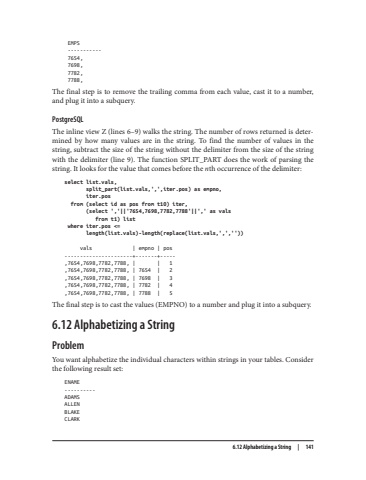 EMPS
-----------
7654,
7698,
7782,
7788,
The final step is to remove the trailing comma from each value, cast it to a number,
and plug it into a subquery.
PostgreSQL
The inline view Z (lines 6–9) walks the string. The number of rows returned is deter-
mined by how many values are in the string. To find the number of values in the
string, subtract the size of the string without the delimiter from the size of the string
with the delimiter (line 9). The function SPLIT_PART does the work of parsing the
string. It looks for the value that comes before the nth occurrence of the delimiter:
select list.vals,
split_part(list.vals,',',iter.pos) as empno,
iter.pos
from (select id as pos from t10) iter,
(select ','||'7654,7698,7782,7788'||',' as vals
from t1) list
where iter.pos <=
length(list.vals)-length(replace(list.vals,',',''))
vals | empno | pos
----------------------+-------+-----
,7654,7698,7782,7788, | | 1
,7654,7698,7782,7788, | 7654 | 2
,7654,7698,7782,7788, | 7698 | 3
,7654,7698,7782,7788, | 7782 | 4
,7654,7698,7782,7788, | 7788 | 5
The final step is to cast the values (EMPNO) to a number and plug it into a subquery.
6.12 Alphabetizing a String
Problem
You want alphabetize the individual characters within strings in your tables. Consider
the following result set:
ENAME
----------
ADAMS
ALLEN
BLAKE
CLARK
6.12 Alphabetizing a String | 141